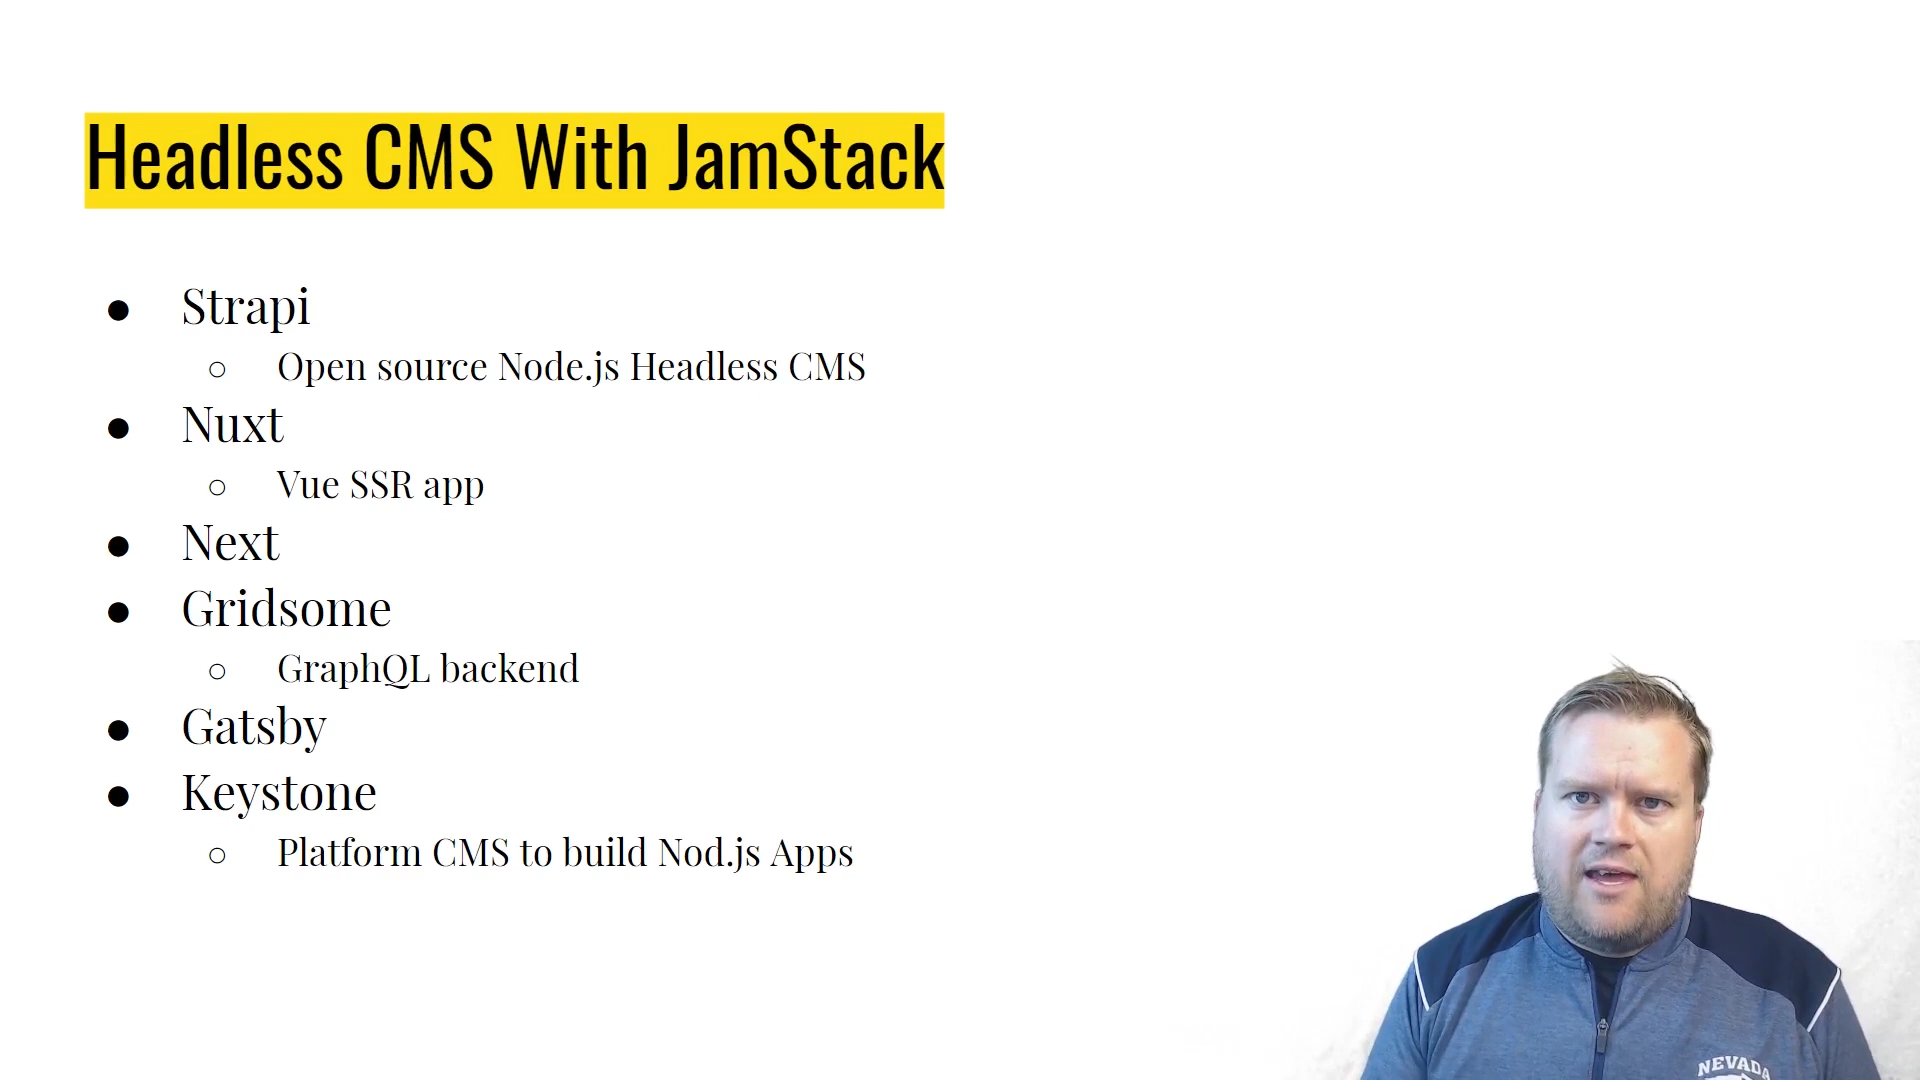 Headless CMS With JamStack
● Strapi
○ Open source Node.js Headless CMS
● Nuxt
○ Vue SSR app
● Next
● Gridsome
○ GraphQL backend
● Gatsby
● Keystone
○ Platform CMS to build Nod.js Apps
NEVADA